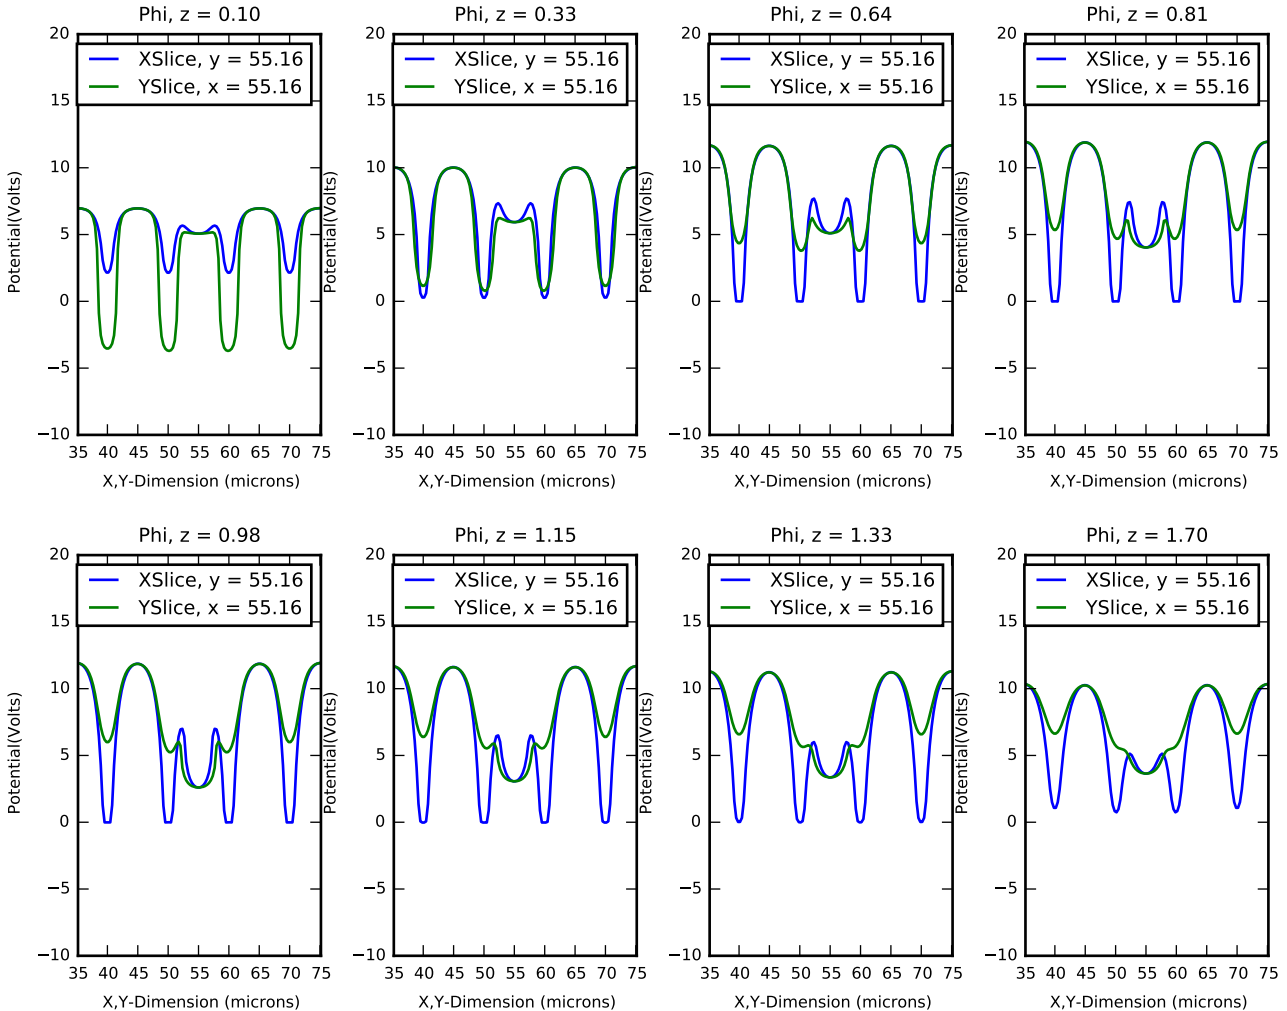 Phi, z = 0.10
XSlice, y = 55.16
YSlice, x = 55.16
Potential(Volts)
20
15
10
5
0
−5
−10
35 40 45 50 55 60 65 70 75
X,Y-Dimension (microns)
Phi, z = 0.33
XSlice, y = 55.16
YSlice, x = 55.16
Potential(Volts)
20
15
10
5
0
−5
−10
35 40 45 50 55 60 65 70 75
X,Y-Dimension (microns)
Phi, z = 0.64
XSlice, y = 55.16
YSlice, x = 55.16
Potential(Volts)
20
15
10
5
0
−5
−10
35 40 45 50 55 60 65 70 75
X,Y-Dimension (microns)
Phi, z = 0.81
XSlice, y = 55.16
YSlice, x = 55.16
Potential(Volts)
20
15
10
5
0
−5
−10
35 40 45 50 55 60 65 70 75
X,Y-Dimension (microns)
Phi, z = 0.98
XSlice, y = 55.16
YSlice, x = 55.16
Potential(Volts)
20
15
10
5
0
−5
−10
35 40 45 50 55 60 65 70 75
X,Y-Dimension (microns)
Phi, z = 1.15
XSlice, y = 55.16
YSlice, x = 55.16
Potential(Volts)
20
15
10
5
0
−5
−10
35 40 45 50 55 60 65 70 75
X,Y-Dimension (microns)
Phi, z = 1.33
XSlice, y = 55.16
YSlice, x = 55.16
Potential(Volts)
20
15
10
5
0
−5
−10
35 40 45 50 55 60 65 70 75
X,Y-Dimension (microns)
Phi, z = 1.70
XSlice, y = 55.16
YSlice, x = 55.16
Potential(Volts)
20
15
10
5
0
−5
−10
35 40 45 50 55 60 65 70 75
X,Y-Dimension (microns)